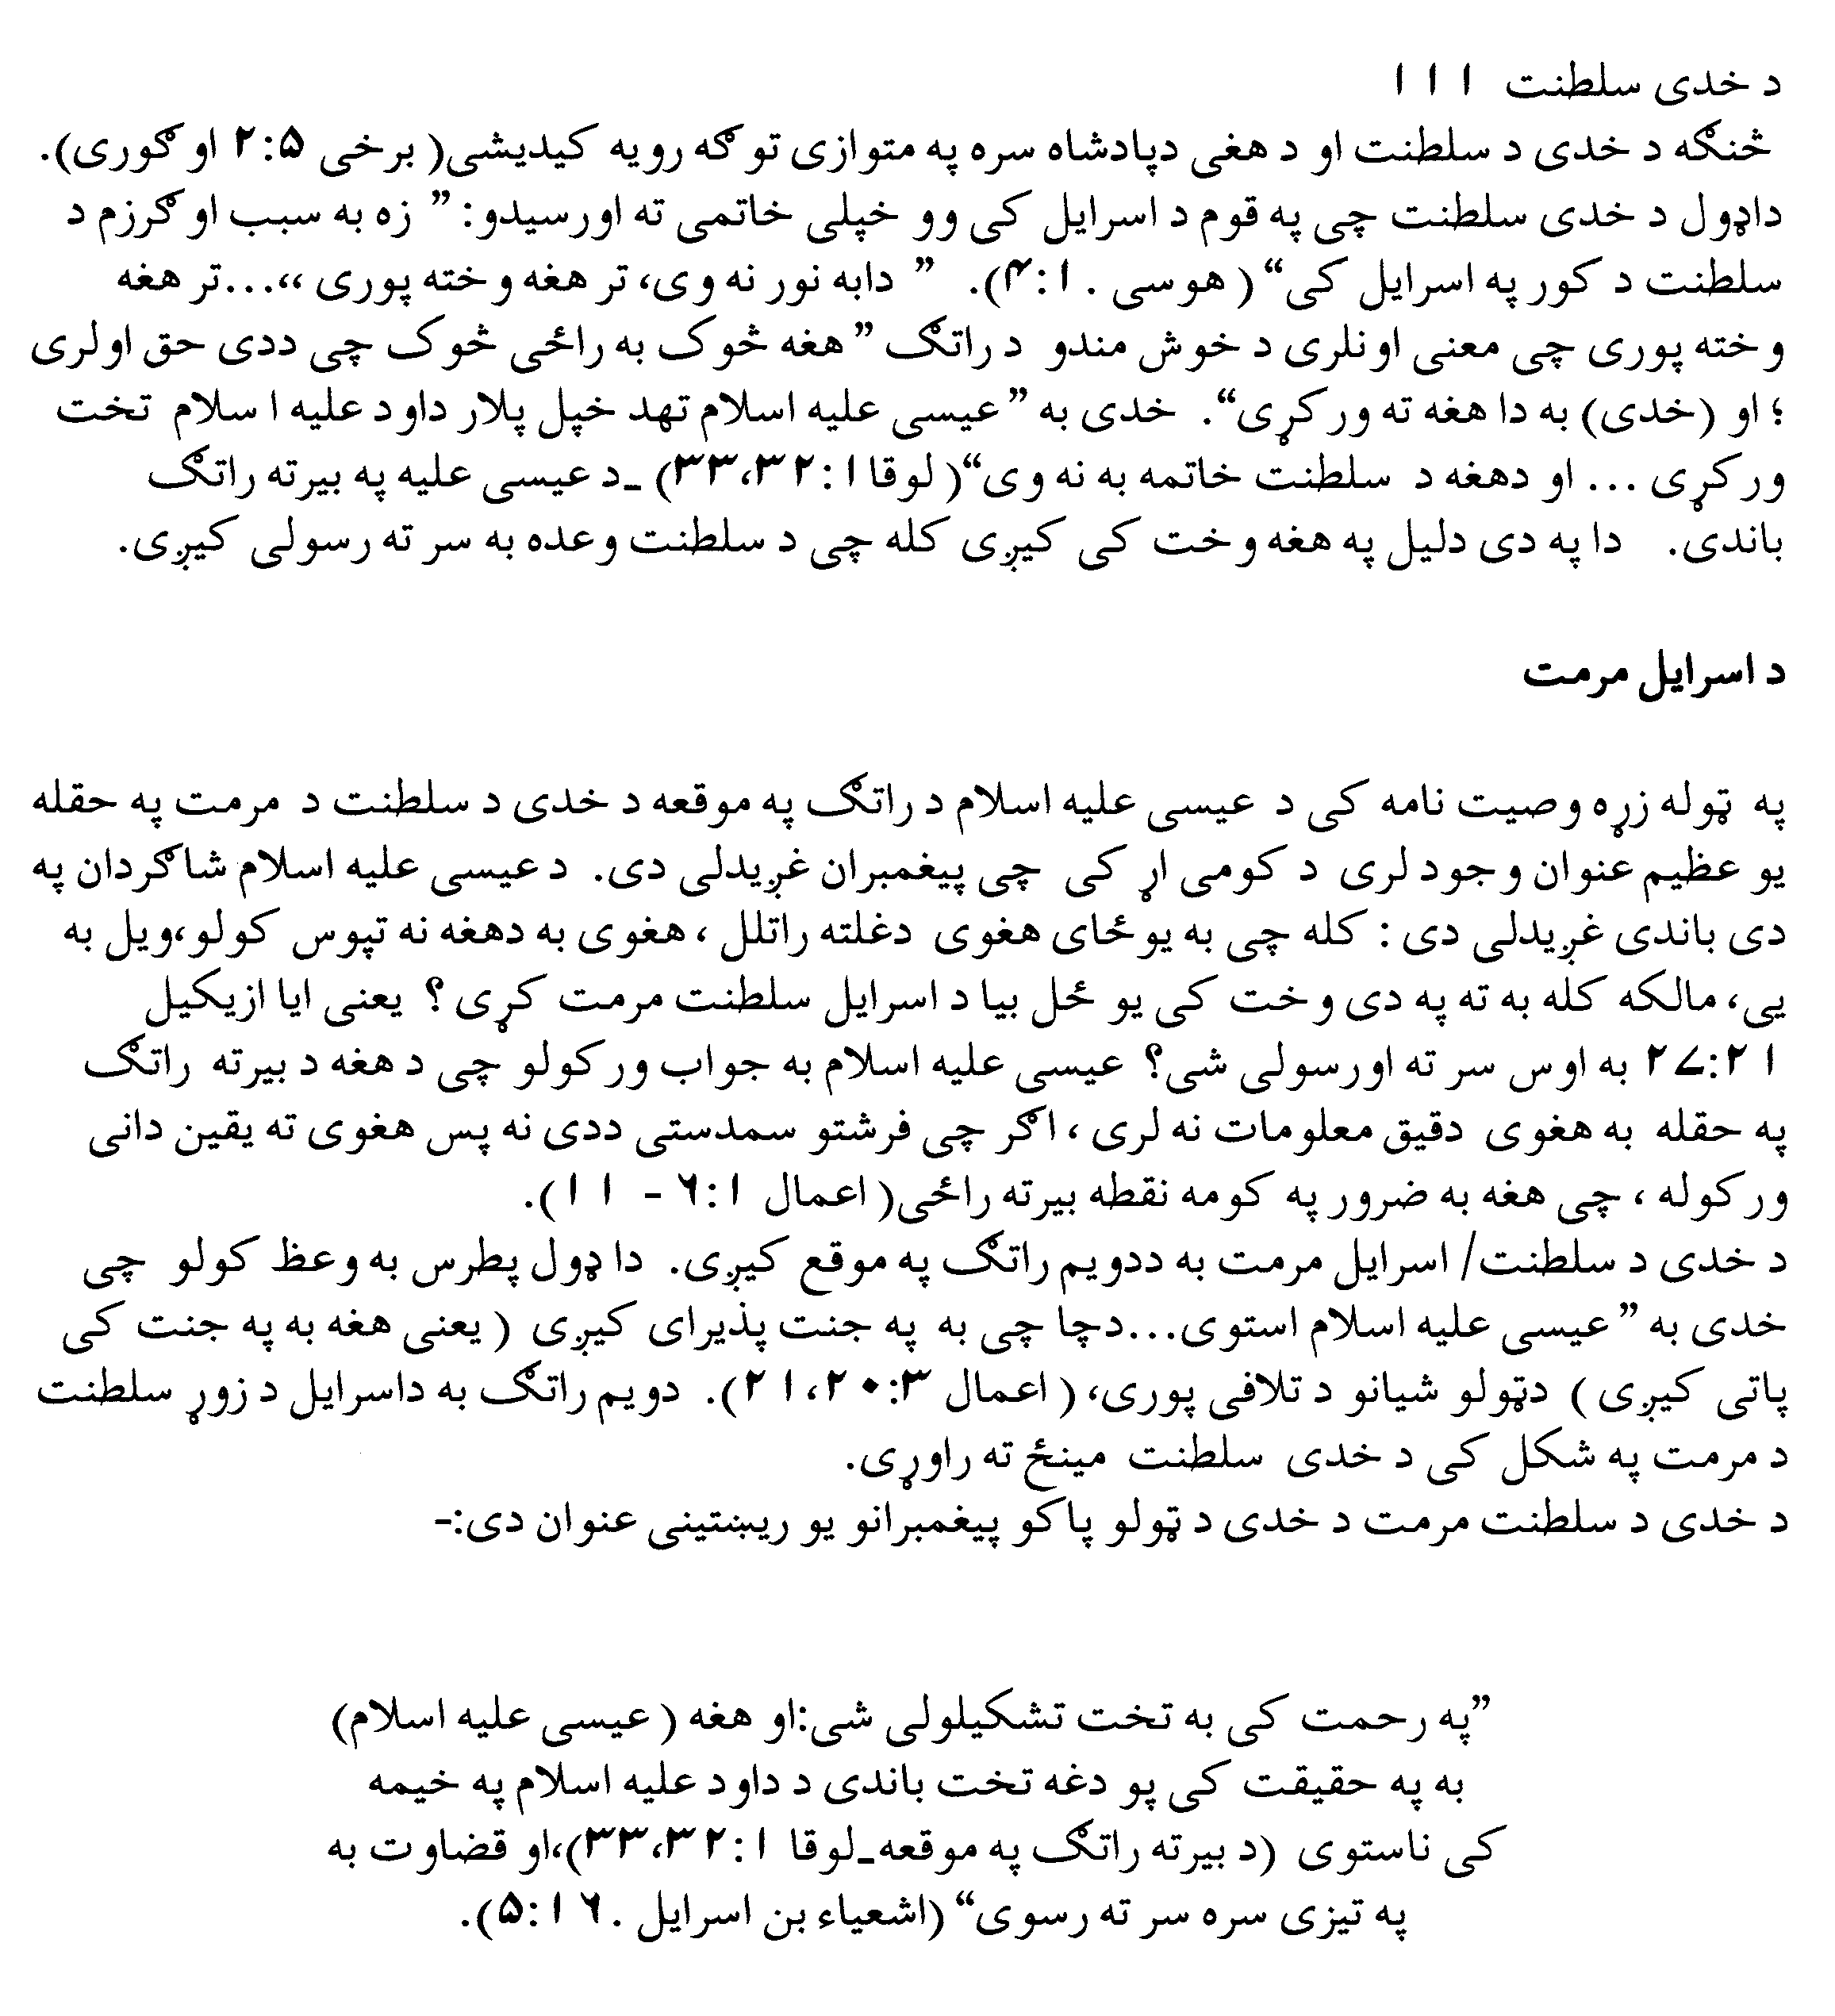 د خدی سلطنت ۱۱۱
څنګه د خدی د سلطنت او د هغی دپادشاه سره په متوازی توګه رویه کیدیشی( برخی ۲:۵ او ګوری).
داډول د خدی سلطنت چی په قوم د اسرایل کی وو خپلی خاتمی ته اورسیدو: ” زه به سبب او ګرزم د
سلطنت د کور په اسرایل کی“ ( هوسی . ۴:۱). ” دابه نور نه وی، تر هغه وخته پوری ،،...تر هغه
وخته پوری چی معنی اونلری د خوش مندو د راتګ ” هغه څوک به راځی څوک چی ددی حق اولری
؛ او (خدی) به دا هغه ته ورکړی“. خدی به ” عیسی علیه اسلام تهد خپل پلار داود علیه ا سلام تخت
ورکړی ... او دهغه د سلطنت خاتمه به نه وی“( لوقا ۱:۳۳،۳۲) ـد عیسی علیه په بیرته راتګ
باندی. دا په دی دلیل په هغه وخت کی کیږی کله چی د سلطنت وعده به سر ته رسولی کیږی.
د اسرایل مرمت
په ټوله زړه وصیت نامه کی د عیسی علیه اسلام د راتګ په موقعه د خدی د سلطنت د مرمت په حقله
یو عظیم عنوان وجود لری د کومی اړ کی چی پیغمبران غږیدلی دی. د عیسی علیه اسلام شاګردان په
دی باندی غږیدلی دی : کله چی به یوځای هغوی دغلته راتلل ، هغوی به دهغه نه تپوس کولو،ویل به
یی، مالکه کله به ته په دی وخت کی یو ځل بیا د اسرایل سلطنت مرمت کړی ؟ یعنی ایا ازیکیل
۲۷:۲۱ به اوس سر ته اورسولی شی؟ عیسی علیه اسلام به جواب ورکولو چی د هغه د بیرته راتګ
په حقله به هغوی دقیق معلومات نه لری ، اګر چی فرشتو سمدستی ددی نه پس هغوی ته یقین دانی
ورکوله ، چی هغه به ضرور په کومه نقطه بیرته راځی( اعمال ۶:۱ - ۱۱).
د خدی د سلطنت/ اسرایل مرمت به ددویم راتګ په موقع کیږی. دا ډول پطرس به وعظ کولو چی
خدی به ” عیسی علیه اسلام استوی...دچا چی به په جنت پذیرای کیږی ( یعنی هغه به په جنت کی
پاتی کیږی ) دټولو شیانو د تلافی پوری، ( اعمال ۲۰:۳، ۲۱). دویم راتګ به داسرایل د زوړ سلطنت
د مرمت په شکل کی د خدی سلطنت مینځ ته راوړی.
د خدی د سلطنت مرمت د خدی د ټولو پاکو پیغمبرانو یو ریښتینی عنوان دی:-
”په رحمت کی به تخت تشکیلولی شی:او هغه ( عیسی علیه اسلام)
به په حقیقت کی پو دغه تخت باندی د داود علیه اسلام په خیمه
کی ناستوی (د بیرته راتګ په موقعه_لوقا ۱:۳۳،۳۲)،او قضاوت به
په تیزی سره سر ته رسوی“ (اشعیاء بن اسرایل . ۵:۱۶).